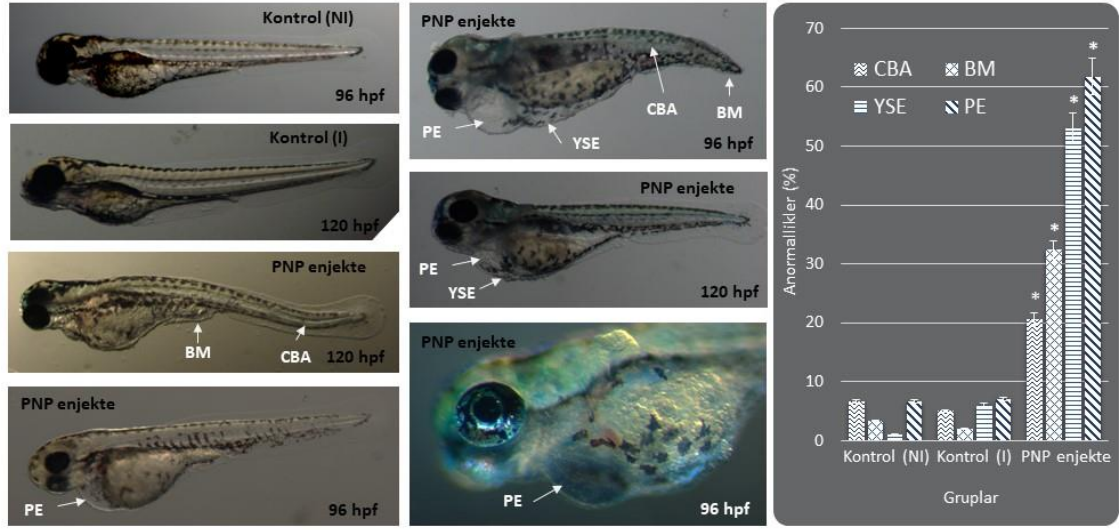 Kontrol (NI)
96 hpf
Kontrol (I)
120 hpf
PNP enjekte
BM
CBA
120 hpf
PNP enjekte
PE
96 hpf
PNP enjekte
CBA
BM
PE
YSE
96 hpf
PNP enjekte
PE
YSE
120 hpf
PNP enjekte
PE
96 hpf
70
60
50
40
30
20
10
0
Anormallikler (%)
CBA BM
YSE PE
* * * *
Kontrol (NI) Kontrol (I) PNP enjekte
Gruplar